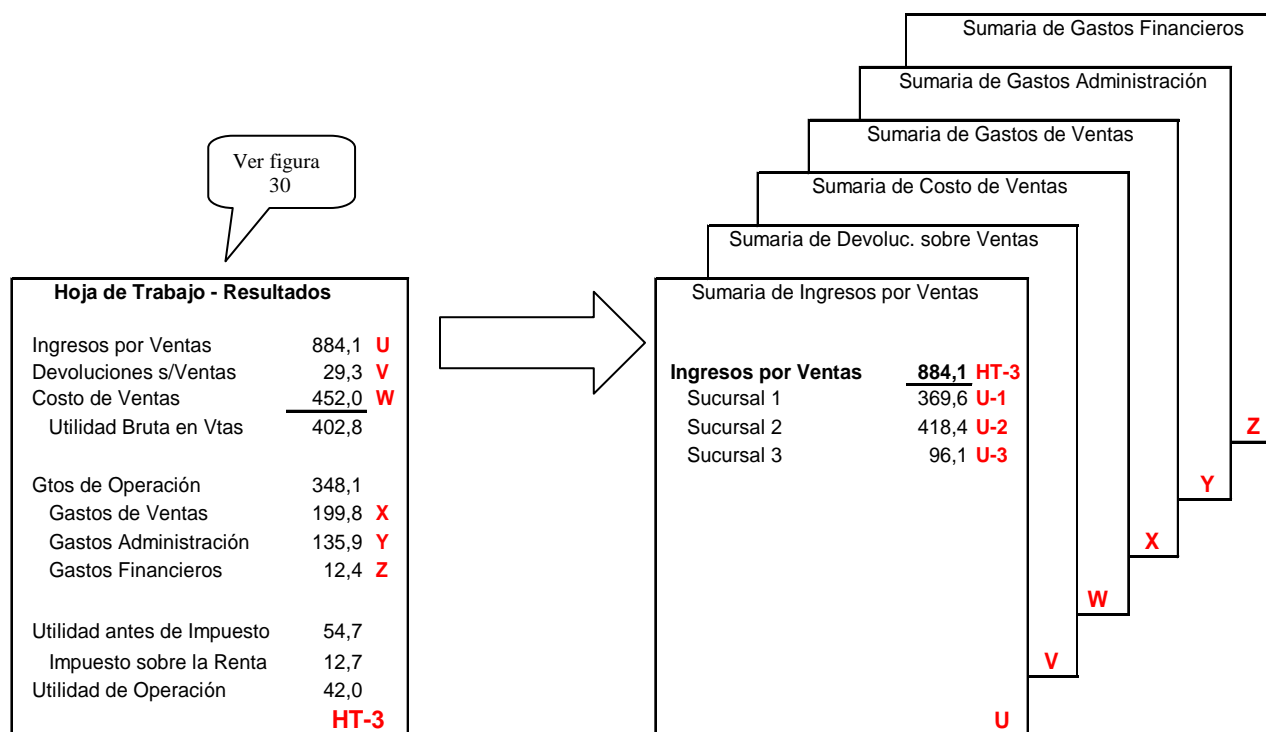 Sumaria de Gastos Financieros
Sumaria de Gastos Administración
Sumaria de Gastos de Ventas
Sumaria de Costo de Ventas
Sumaria de Devoluc. sobre Ventas
Ver figura
30
Hoja de Trabajo - Resultados
Ingresos por Ventas 884,1 U
Devoluciones s/Ventas 29,3 V
Costo de Ventas 452,0 W
Utilidad Bruta en Vtas 402,8
Gtos de Operación 348,1
Gastos de Ventas 199,8 X
Gastos Administración 135,9 Y
Gastos Financieros 12,4 Z
Utilidad antes de Impuesto 54,7
Impuesto sobre la Renta 12,7
Utilidad de Operación 42,0
HT-3
Sumaria de Ingresos por Ventas
Ingresos por Ventas 884,1 HT-3
Sucursal 1 369,6 U-1
Sucursal 2 418,4 U-2
Sucursal 3 96,1 U-3
U
V
W
X
Y
Z